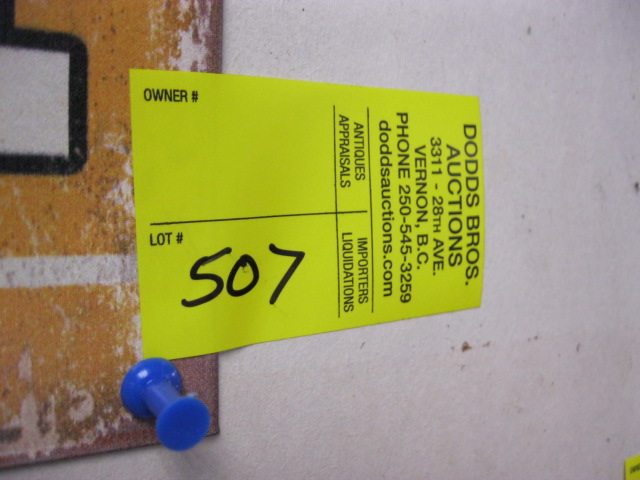 DODDS BROS.
AUCTIONS
3311 - 28TH AVE.
VERNON, B.C.
PHONE 250-545-3259
doddsauctions.com
ANTIQUES
APPRAISALS
IMPORTERS
LIQUIDATIONS
OWNER #
LOT #
507